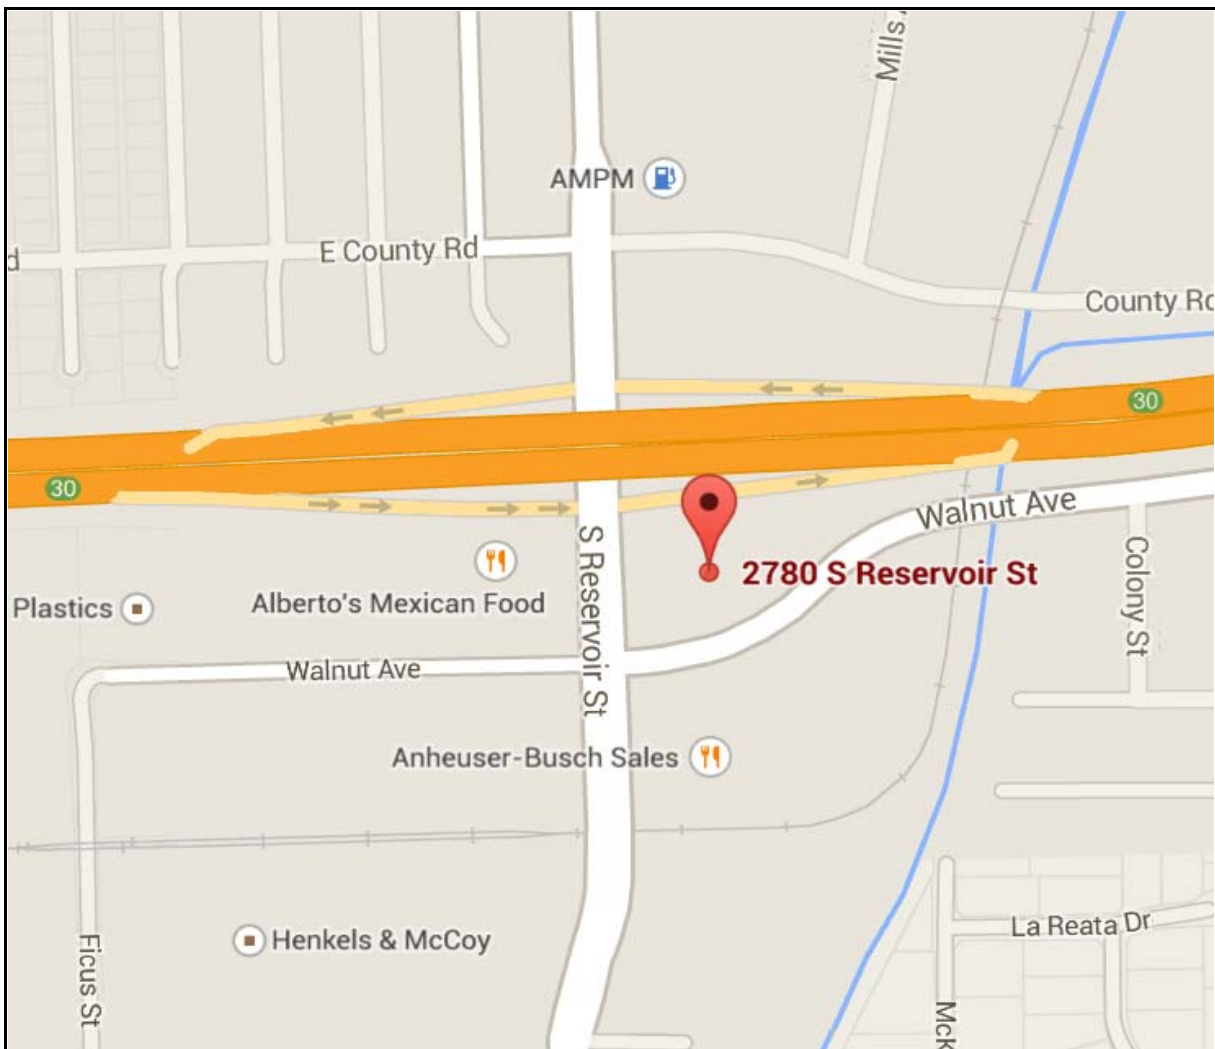 Mills
AMPM
E County Rd
d
County Rd
30
30
Walnut Ave
2780 S Reservoir St
S Reservoir St
Colony St
Plastics
Alberto's Mexican Food
Walnut Ave
Anheuser-Busch Sales
Henkels & McCoy
La Reata Dr
Ficus St
McK